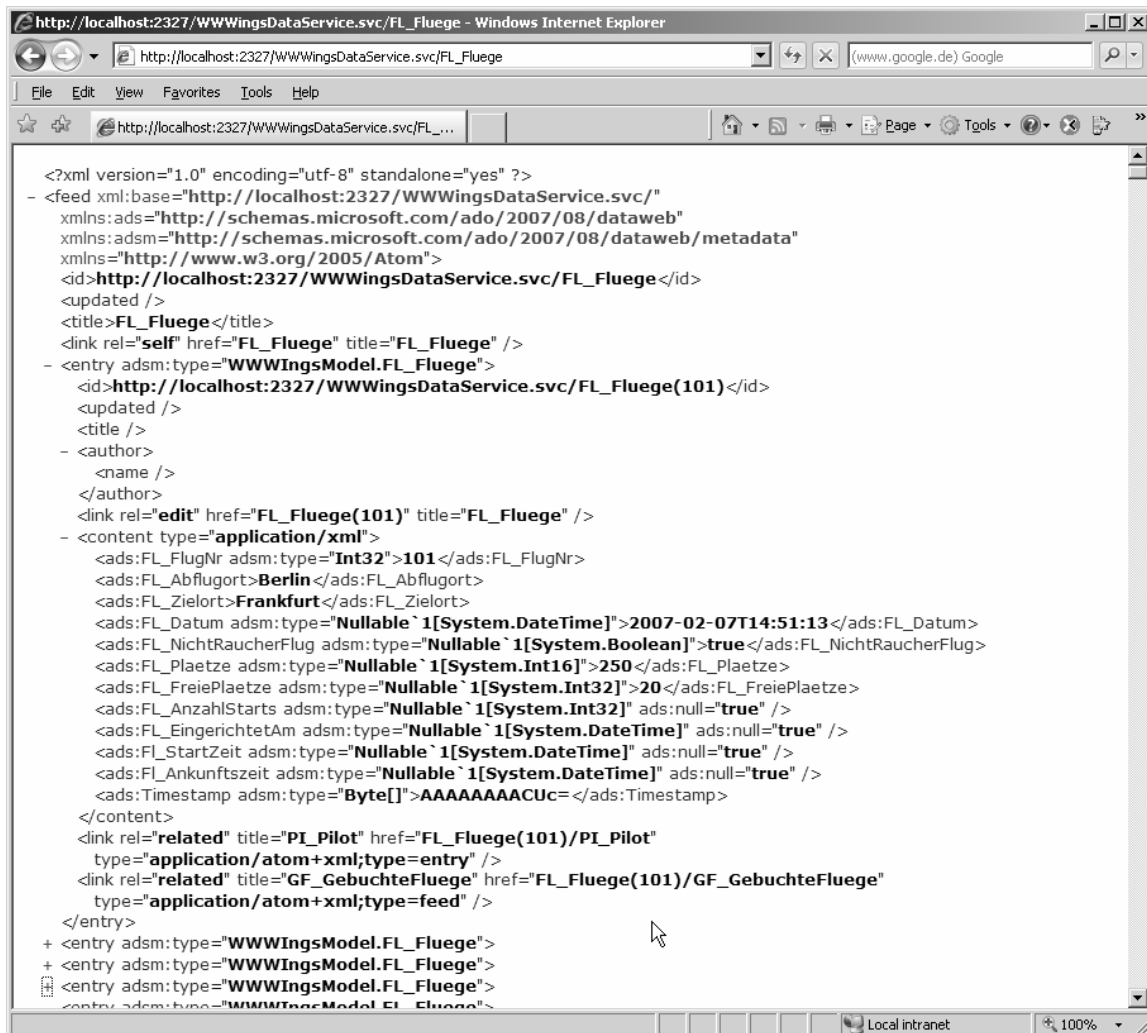 http://localhost:2327/WWWingsDataService.svc/FL_Fluege - Windows Internet Explorer
http://localhost:2327/WWWingsDataService.svc/FL_Fluege
(www.google.de) Google
File Edit View Favorites Tools Help
http://localhost:2327/WWWingsDataService.svc/FL_...
Page Tools »
<?xml version="1.0" encoding="utf-8" standalone="yes" ?>
- <feed xml:base="http://localhost:2327/WWWingsDataService.svc/"
xmlns:ads="http://schemas.microsoft.com/ado/2007/08/dataweb"
xmlns:adsm="http://schemas.microsoft.com/ado/2007/08/dataweb/metadata"
xmlns="http://www.w3.org/2005/Atom">
<id>http://localhost:2327/WWWingsDataService.svc/FL_Fluege</id>
<updated />
<title>FL_Fluege</title>
<link rel="self" href="FL_Fluege" title="FL_Fluege" />
- <entry adsm:type="WWWIngsModel.FL_Fluege">
<id>http://localhost:2327/WWWingsDataService.svc/FL_Fluege(101)</id>
<updated />
<title />
- <author>
<name />
</author>
<link rel="edit" href="FL_Fluege(101)" title="FL_Fluege" />
- <content type="application/xml">
<ads:FL_FlugNr adsm:type="Int32">101</ads:FL_FlugNr>
<ads:FL_Abflugort>Berlin</ads:FL_Abflugort>
<ads:FL_Zielort>Frankfurt</ads:FL_Zielort>
<ads:FL_Datum adsm:type="Nullable`1[System.DateTime]">2007-02-07T14:51:13</ads:FL_Datum>
<ads:FL_NichtRaucherFlug adsm:type="Nullable`1[System.Boolean]">true</ads:FL_NichtRaucherFlug>
<ads:FL_Plaetze adsm:type="Nullable`1[System.Int16]">250</ads:FL_Plaetze>
<ads:FL_FreiePlaetze adsm:type="Nullable`1[System.Int32]">20</ads:FL_FreiePlaetze>
<ads:FL_AnzahlStarts adsm:type="Nullable`1[System.Int32]" ads:null="true" />
<ads:FL_EingerichtetAm adsm:type="Nullable`1[System.DateTime]" ads:null="true" />
<ads:Fl_StartZeit adsm:type="Nullable`1[System.DateTime]" ads:null="true" />
<ads:Fl_Ankunftszeit adsm:type="Nullable`1[System.DateTime]" ads:null="true" />
<ads:Timestamp adsm:type="Byte[]">AAAAAAAACUc=</ads:Timestamp>
</content>
<link rel="related" title="PI_Pilot" href="FL_Fluege(101)/PI_Pilot"
type="application/atom+xml;type=entry" />
<link rel="related" title="GF_GebuchteFluege" href="FL_Fluege(101)/GF_GebuchteFluege"
type="application/atom+xml;type=feed" />
</entry>
+ <entry adsm:type="WWWIngsModel.FL_Fluege">
+ <entry adsm:type="WWWIngsModel.FL_Fluege">
+ <entry adsm:type="WWWIngsModel.FL_Fluege">
<entry adsm:type="WWWIngsModel.FL_Fluege">
Local intranet 100%